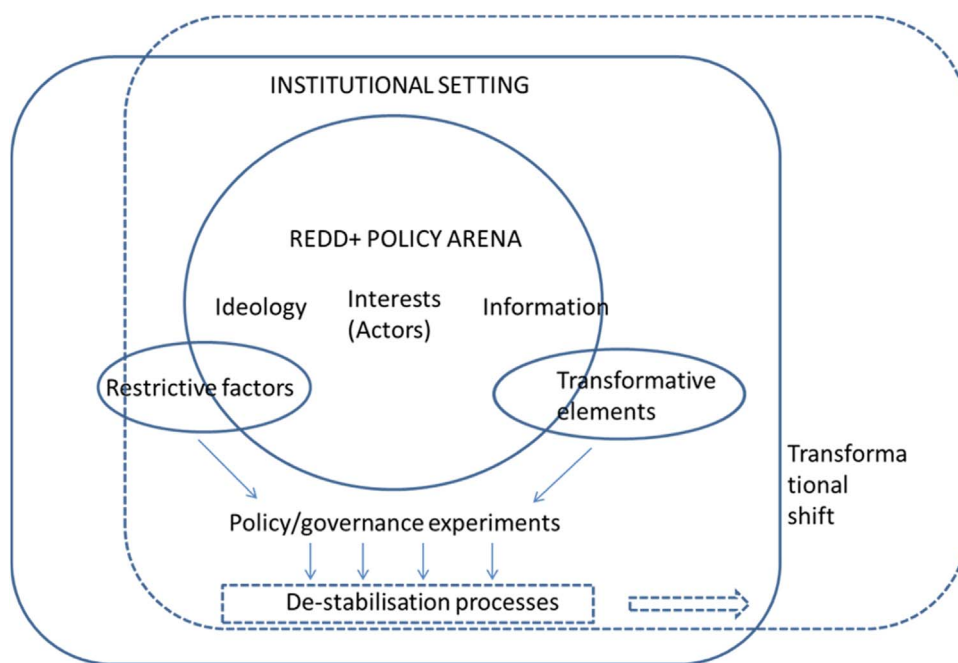 INSTITUTIONAL SETTING
REDD+ POLICY ARENA
Ideology
Interests
(Actors)
Information
Restrictive factors
Transformative
elements
Transforma
tional
shift
Policy/governance experiments
De-stabilisation processes